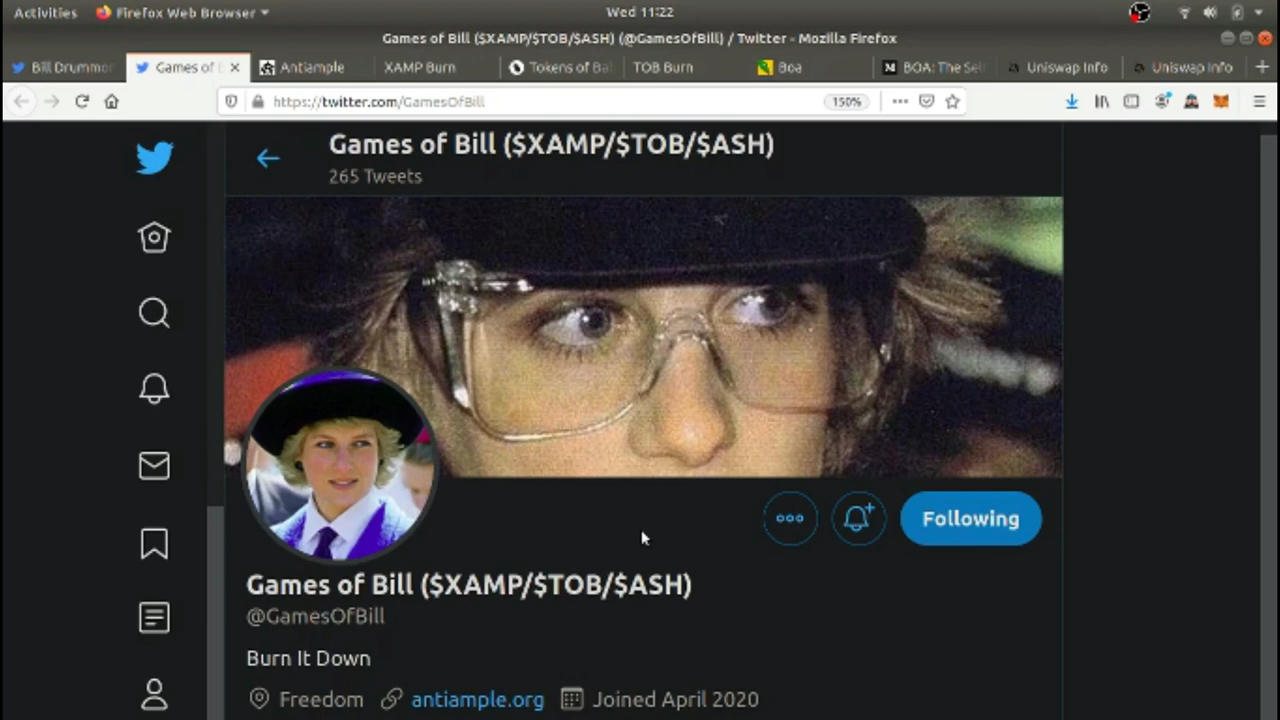 Activities Firefox Web Browser Wed 11:22
Games of Bill ($XAMP/$TOB/$ASH) (@GamesOfBill) / Twitter - Mozilla Firefox
Bill Drummo Games of Antiample XAMP Burn Tokens of Ba TOB Burn Boa BOA: The Se Uniswap Info Uniswap Info
https://twitter.com/GamesOfBill 150%
Games of Bill ($XAMP/$TOB/$ASH)
265 Tweets
Following
Games of Bill ($XAMP/$TOB/$ASH)
@GamesOfBill
Burn It Down
Freedom antiample.org Joined April 2020